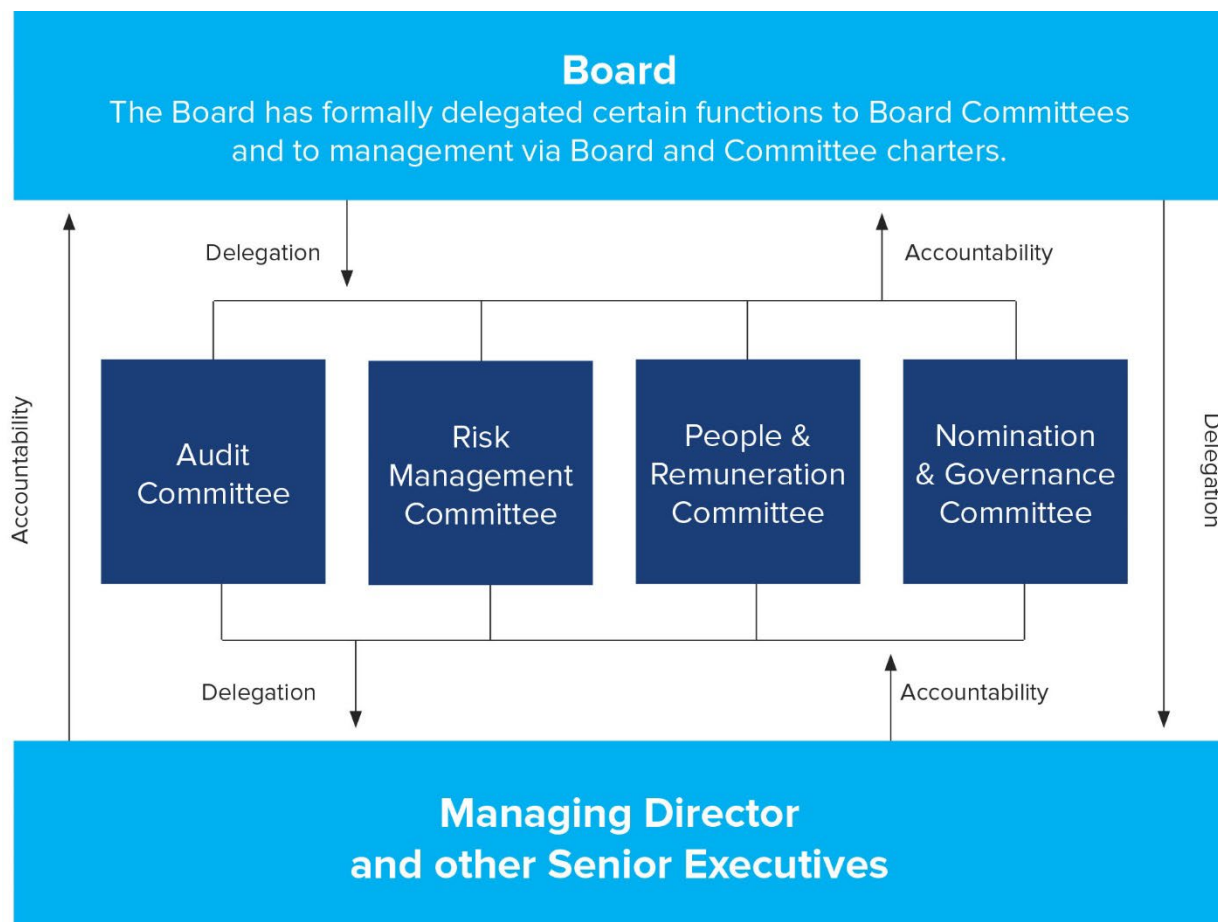 Board
The Board has formally delegated certain functions to Board Committees
and to management via Board and Committee charters.
Delegation
Accountability
Accountability
Audit
Committee
Risk
Management
Committee
People &
Remuneration
Committee
Nomination
& Governance
Committee
Delegation
Delegation
Accountability
Managing Director
and other Senior Executives